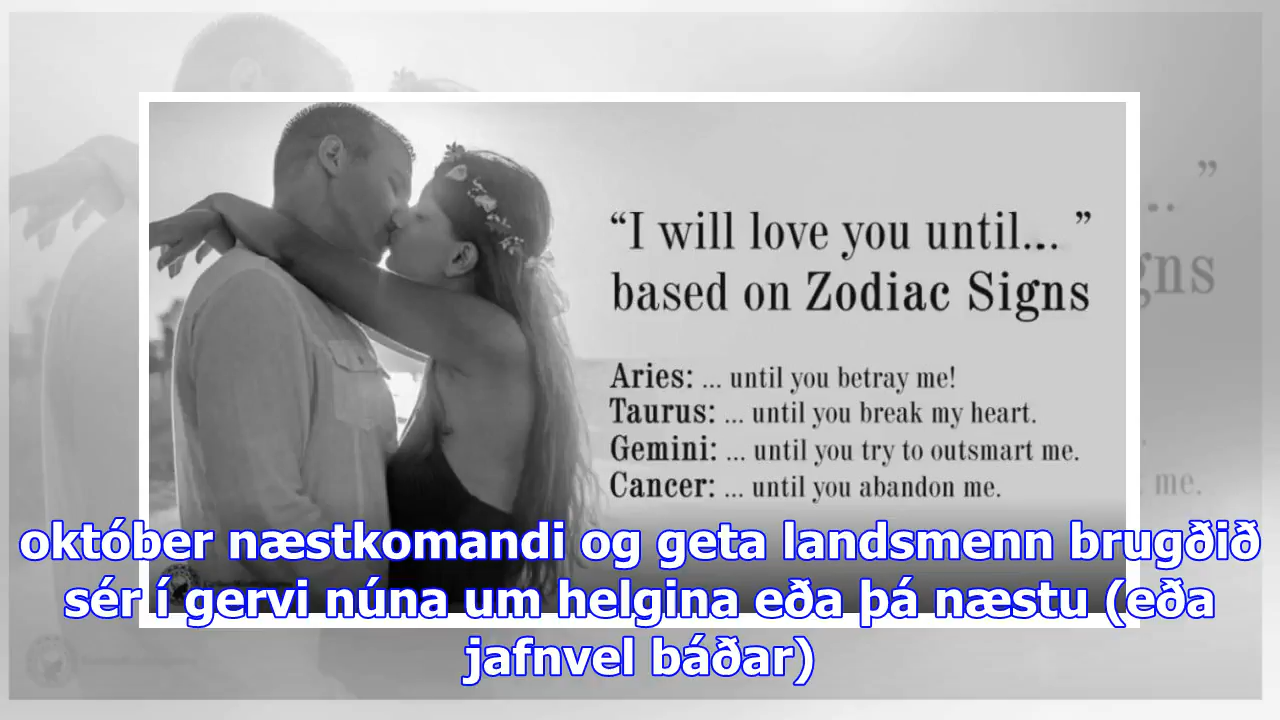 “I will love you until... ”
based on Zodiac Signs
Aries: ... until you betray me!
Taurus: ... until you break my heart.
Gemini: ... until you try to outsmart me.
Cancer: ... until you abandon me.
október næstkomandi og geta landsmenn brugðið
sér í gervi núna um helgina eða þá næstu (eða
jafnvel báðar)